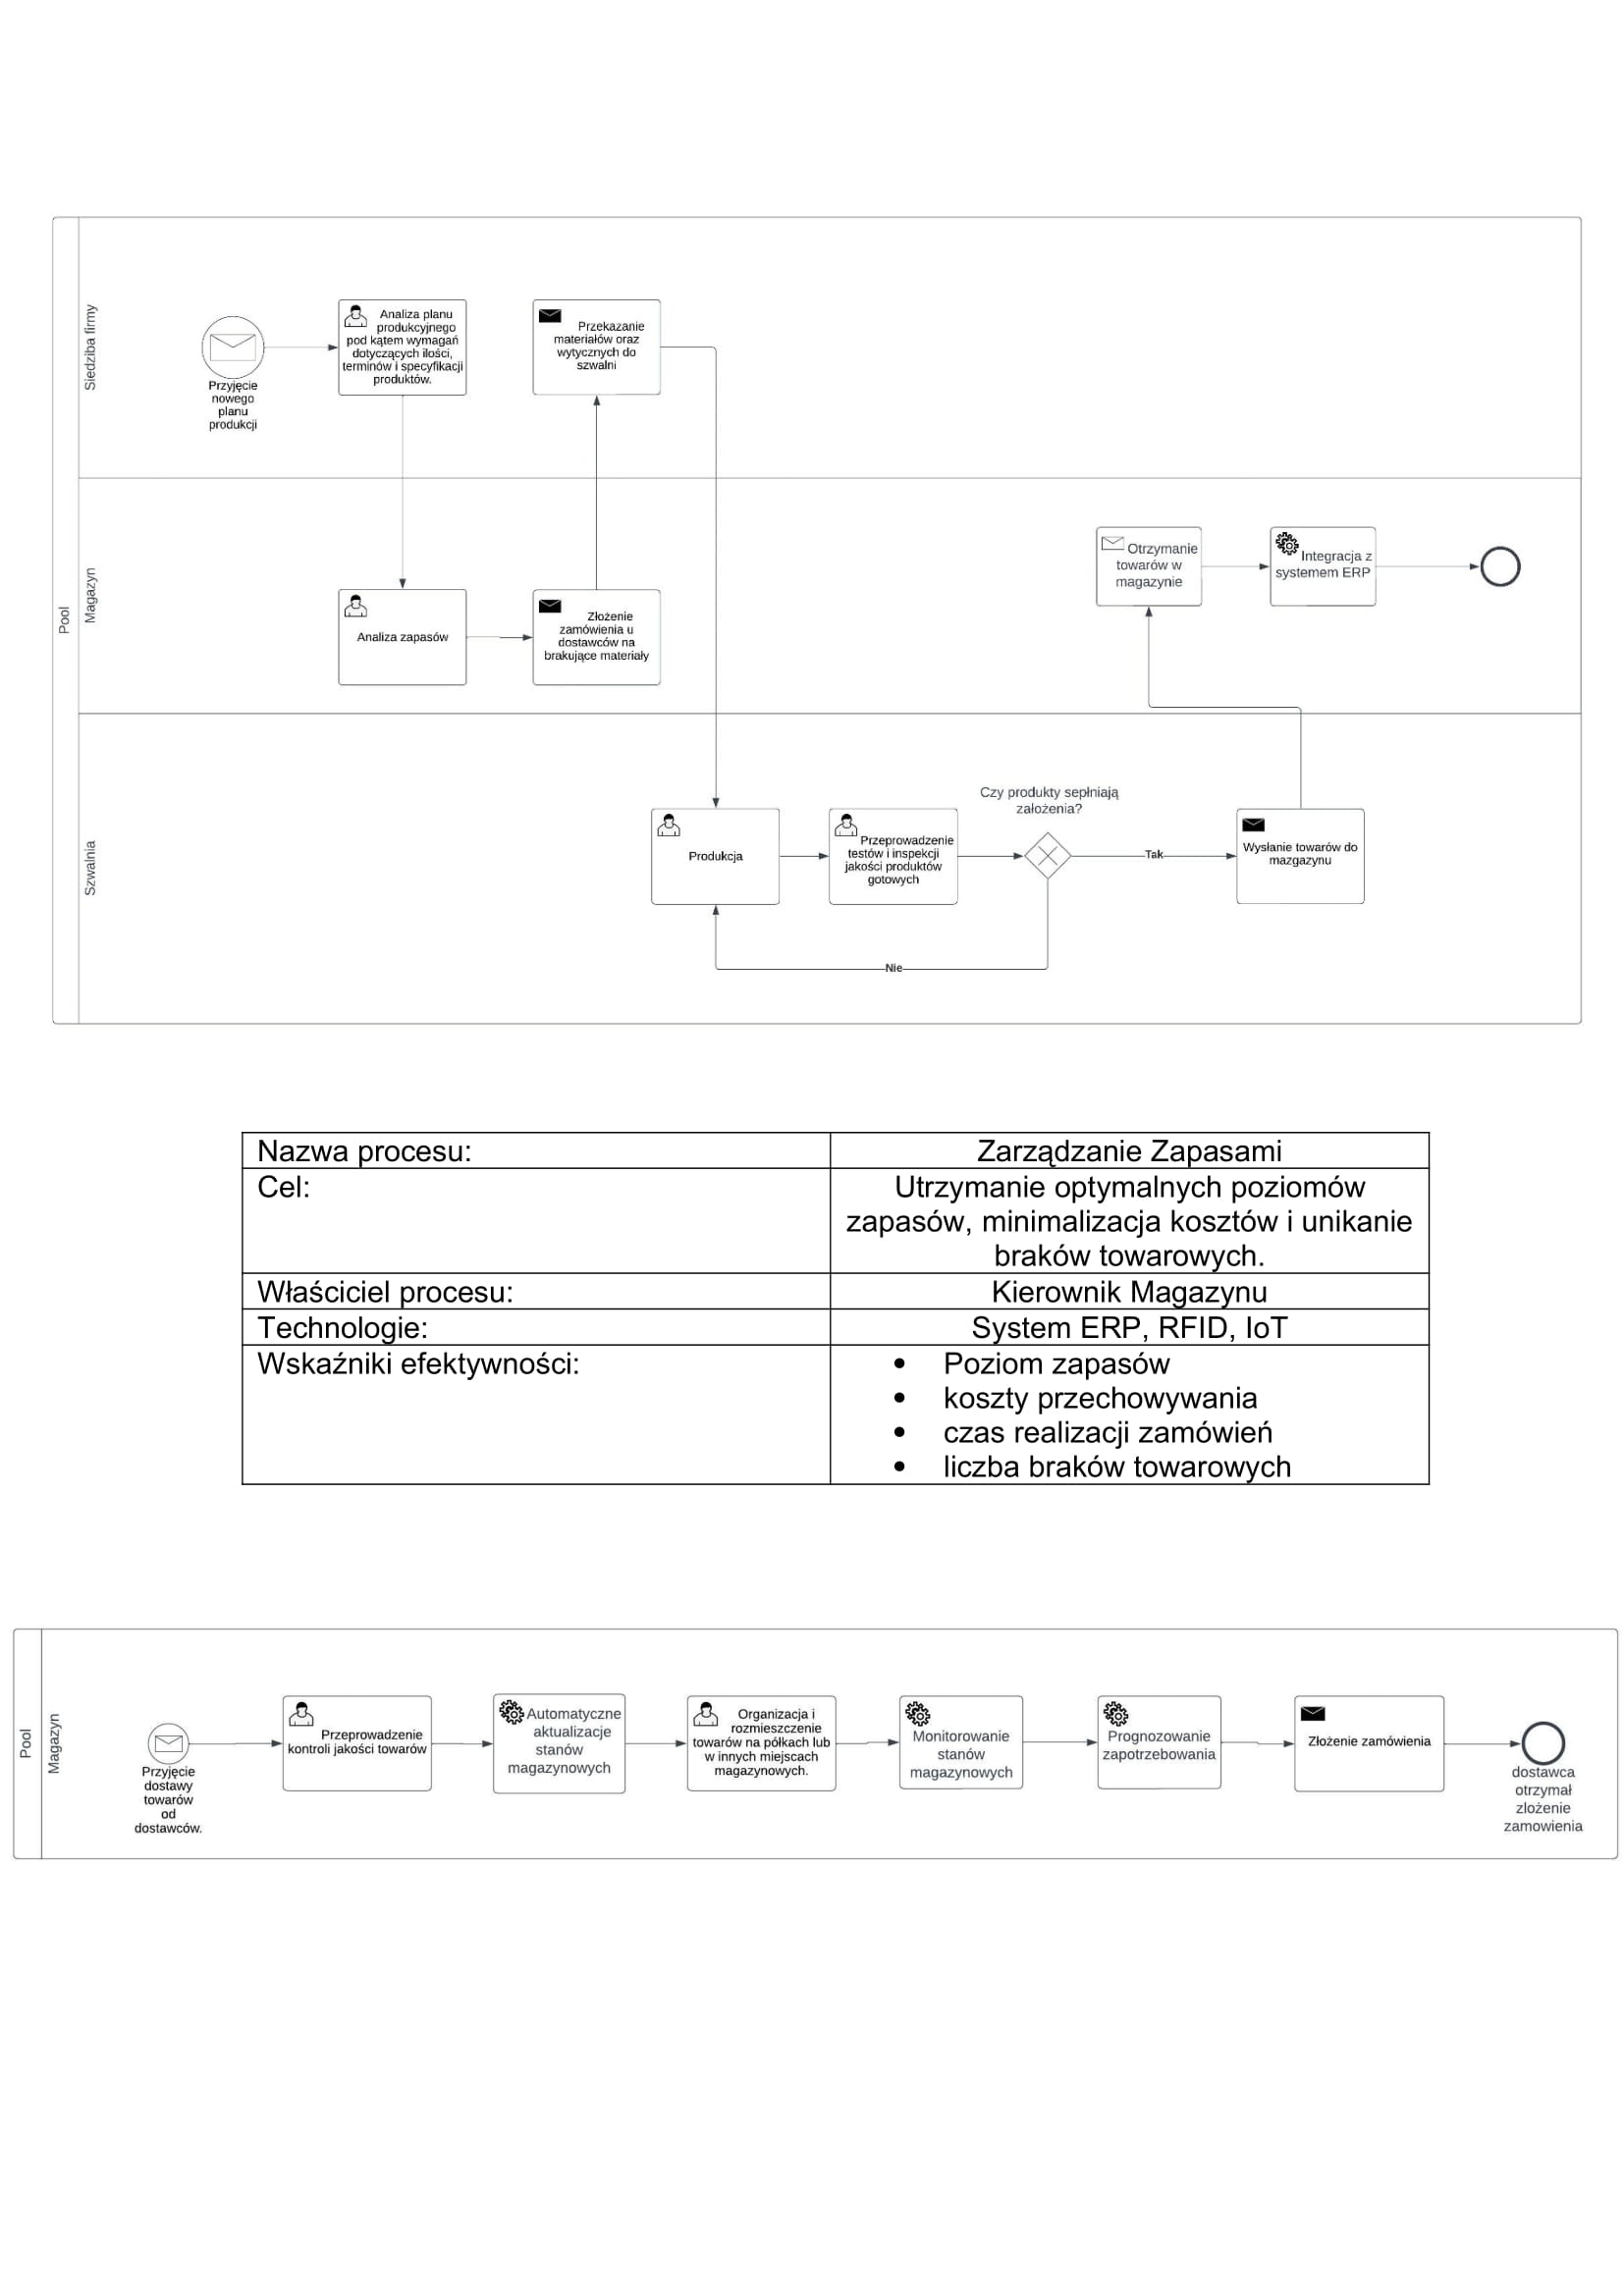 Pool
Siedziba firmy
Przyjęcie
nowego
planu
produkcji
Analiza planu
produkcyjnego
pod kątem wymagań
dotyczących ilości,
terminów i specyfikacji
produktów.
Przekazanie
materiałów oraz
wytycznych do
szwalni
Magazyn
Analiza zapasów
Złożenie
zamówienia u
dostawców na
brakujące materiały
Otrzymanie
towarów w
magazynie
Integracja z
systemem ERP
Szwalnia
Produkcja
Przeprowadzenie
testów i inspekcji
jakości produktów
gotowych
Czy produkty sepłniają
założenia?
Tak
Nie
Wysłanie towarów do
mazgazynu
Nazwa procesu:
Zarządzanie Zapasami
Cel:
Utrzymanie optymalnych poziomów
zapasów, minimalizacja kosztów i unikanie
braków towarowych.
Właściciel procesu:
Kierownik Magazynu
Technologie:
System ERP, RFID, IoT
Wskaźniki efektywności:
• Poziom zapasów
• koszty przechowywania
• czas realizacji zamówień
• liczba braków towarowych
Pool
Magazyn
Przyjęcie
dostawy
towarów
od
dostawców.
Przeprowadzenie
kontroli jakości towarów
Automatyczne
aktualizacje
stanów
magazynowych
Organizacja i
rozmieszczenie
towarów na półkach lub
w innych miejscach
magazynowych.
Monitorowanie
stanów
magazynowych
Prognozowanie
zapotrzebowania
Złożenie zamówienia
dostawca
otrzymał
zlożenie
zamowienia